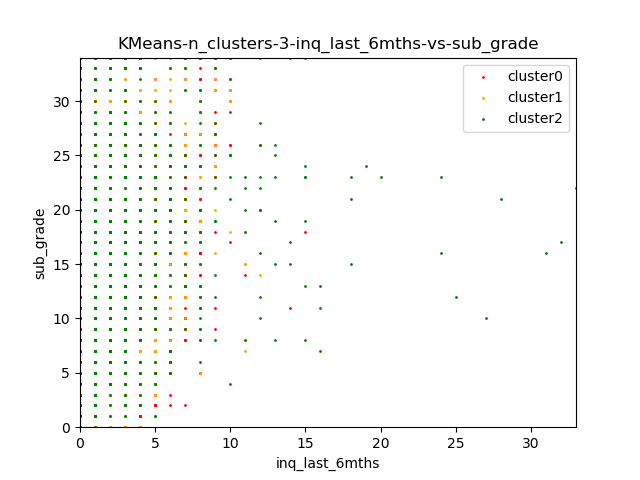 KMeans-n_clusters-3-inq_last_6mths-vs-sub_grade
cluster0
cluster1
cluster2
30
25
20
15
10
5
0
sub_grade
0 5 10 15 20 25 30
inq_last_6mths